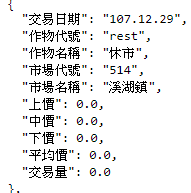 {
"交易日期": "107.12.29",
"作物代號": "rest",
"作物名稱": "休市",
"市場代號": "514",
"市場名稱": "溪湖鎮",
"上價": 0.0,
"中價": 0.0,
"下價": 0.0,
"平均價": 0.0,
"交易量": 0.0
},